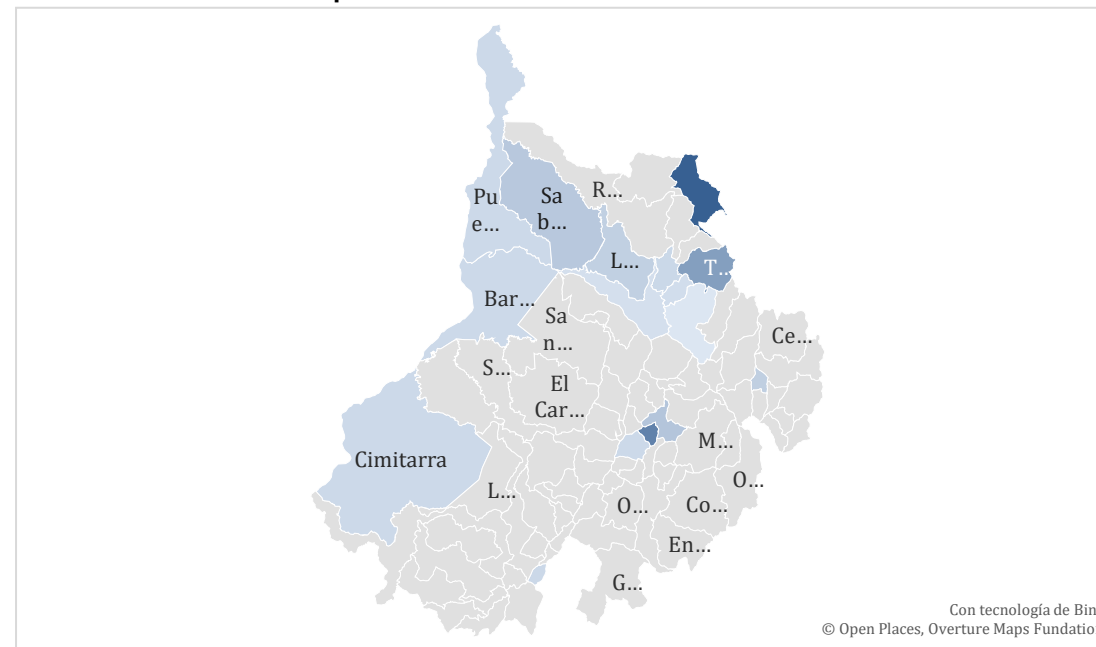 Pu
e...
Sa
b...
R...
L...
T...
Bar...
Sa
n...
Ce...
S...
El
Car...
M...
Cimitarra
L...
O...
O...
Co...
En...
G...
Con tecnología de Bin
© Open Places, Overture Maps Fundatio